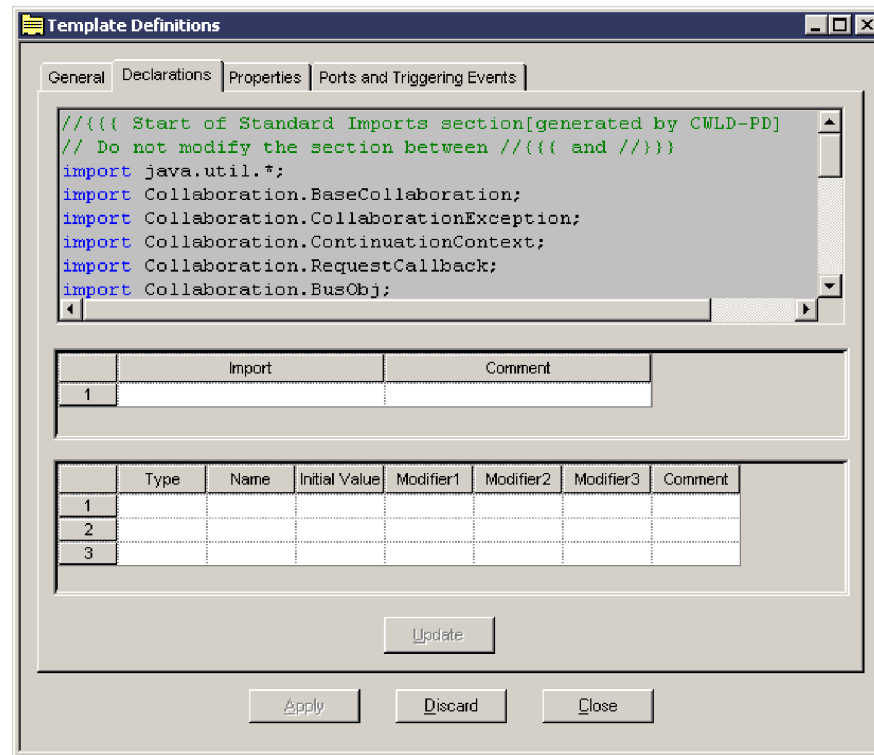 Template Definitions
General Declarations Properties Ports and Triggering Events
//{{{ Start of Standard Imports section[generated by CWLD-PD]
// Do not modify the section between //{{{ and //}}}
import java.util.*;
import Collaboration.BaseCollaboration;
import Collaboration.CollaborationException;
import Collaboration.ContinuationContext;
import Collaboration.RequestCallback;
import Collaboration.BusObj;
Import Comment
1
Type Name Initial Value Modifier1 Modifier2 Modifier3 Comment
1
2
3
Update
Apply Discard Close